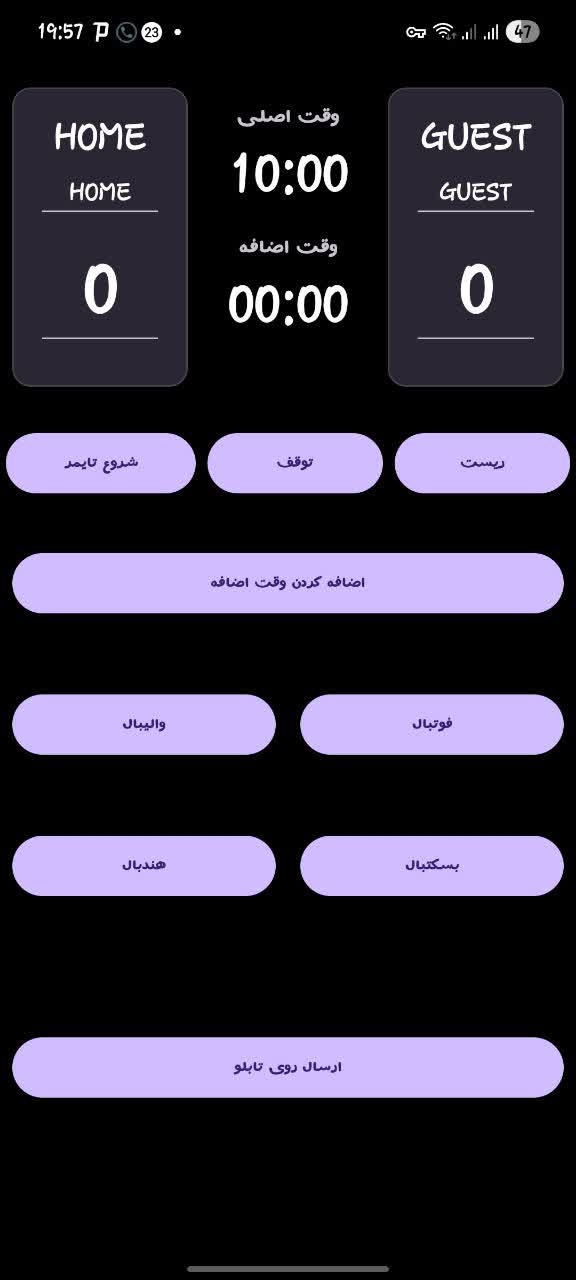 19:57 23 47
HOME
HOME
0
وقت اصلی
10:00
وقت اضافه
00:00
GUEST
GUEST
0
شروع تایمر
توقف
ریست
اضافه کردن وقت اضافه
والیبال
فوتبال
هندبال
بسکتبال
ارسال روی تابلو